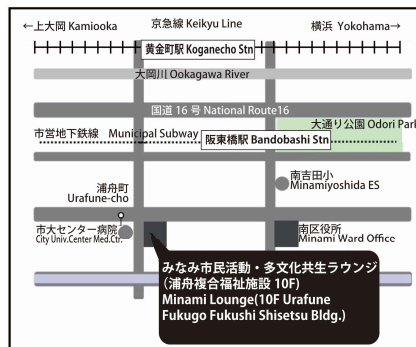 ←上大岡 Kamiooka
京急線 Keikyu Line
横浜 Yokohama→
黄金町駅 Koganecho Stn
大岡川 Ookagawa River
国道 16 号 National Route16
大通り公園 Odori Park
市営地下鉄線 Municipal Subway
阪東橋駅 Bandobashi Stn
南吉田小
Minamiyoshida ES
浦舟町
Urafune-cho
市大センター病院
City Univ.Center Med.Ctr.
南区役所
Minami Ward Office
みなみ市民活動・多文化共生ラウンジ
(浦舟複合福祉施設 10F)
Minami Lounge(10F Urafune
Fukugo Fukushi Shisetsu Bldg.)